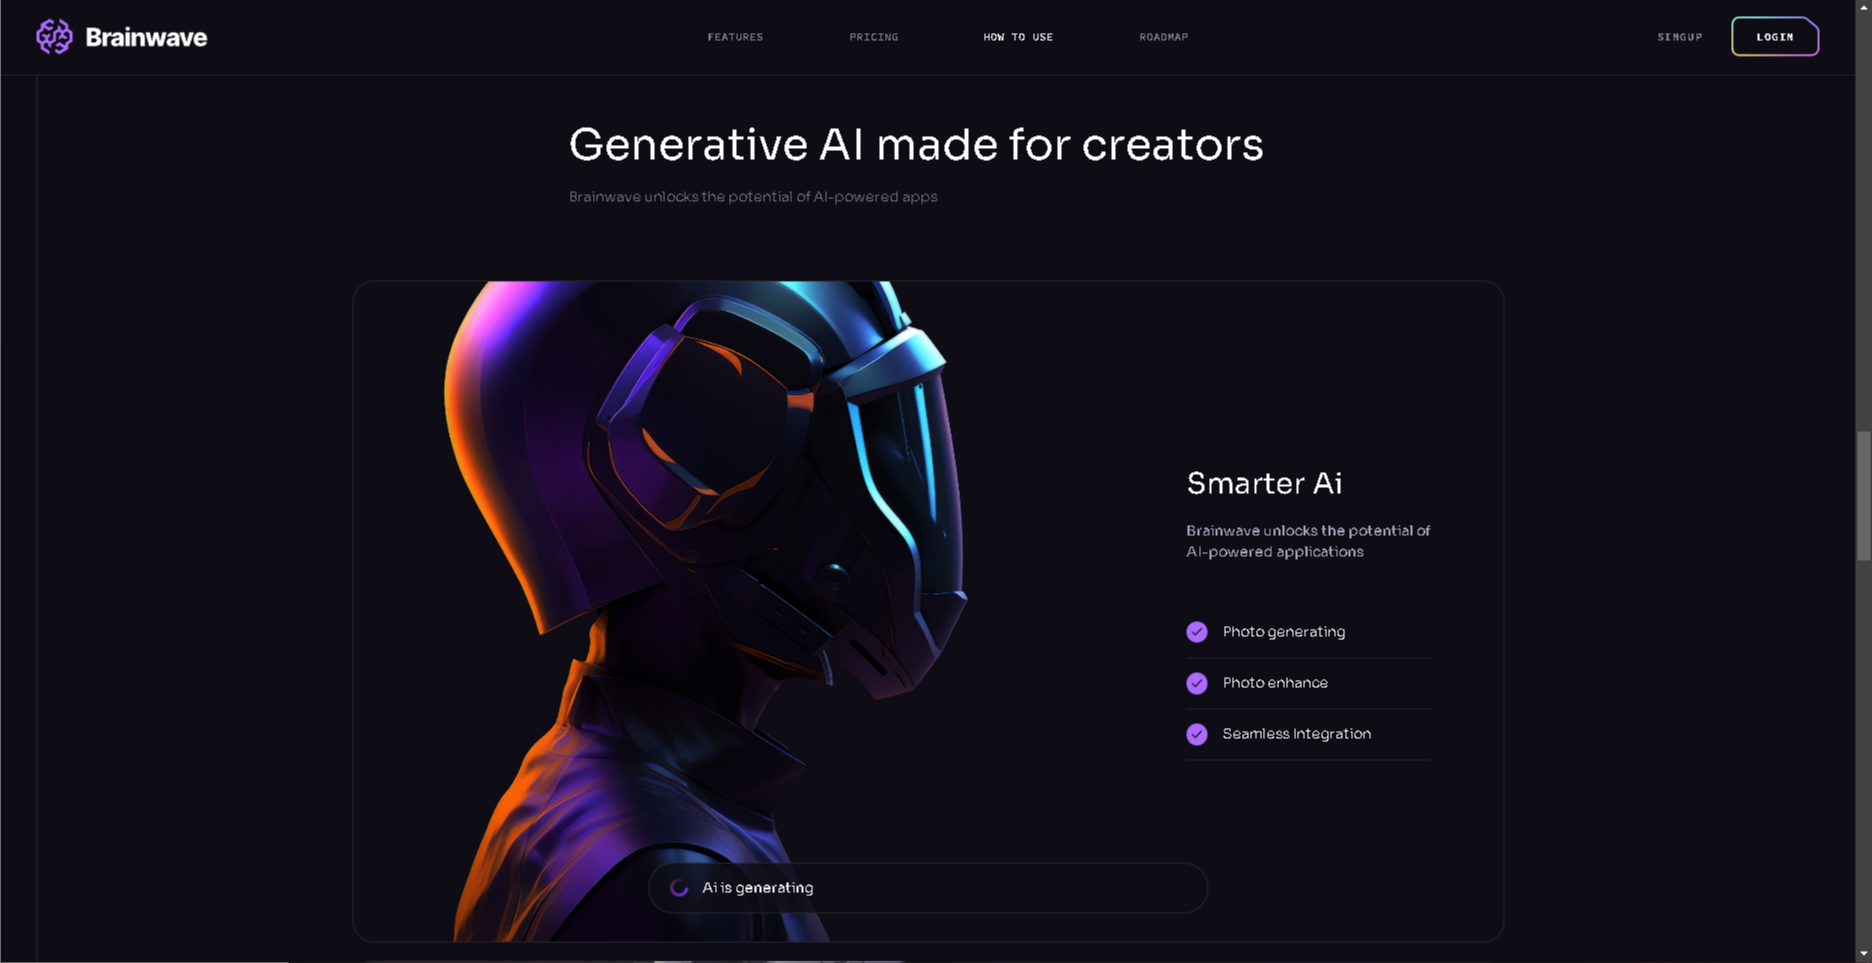 Brainwave
FEATURES
PRICING
HOW TO USE
ROADMAP
SINGUP
LOGIN
Generative AI made for creators
Brainwave unlocks the potential of AI-powered apps
Smarter Ai
Brainwave unlocks the potential of
AI-powered applications
Photo generating
Photo enhance
Seamless Integration
Ai is generating